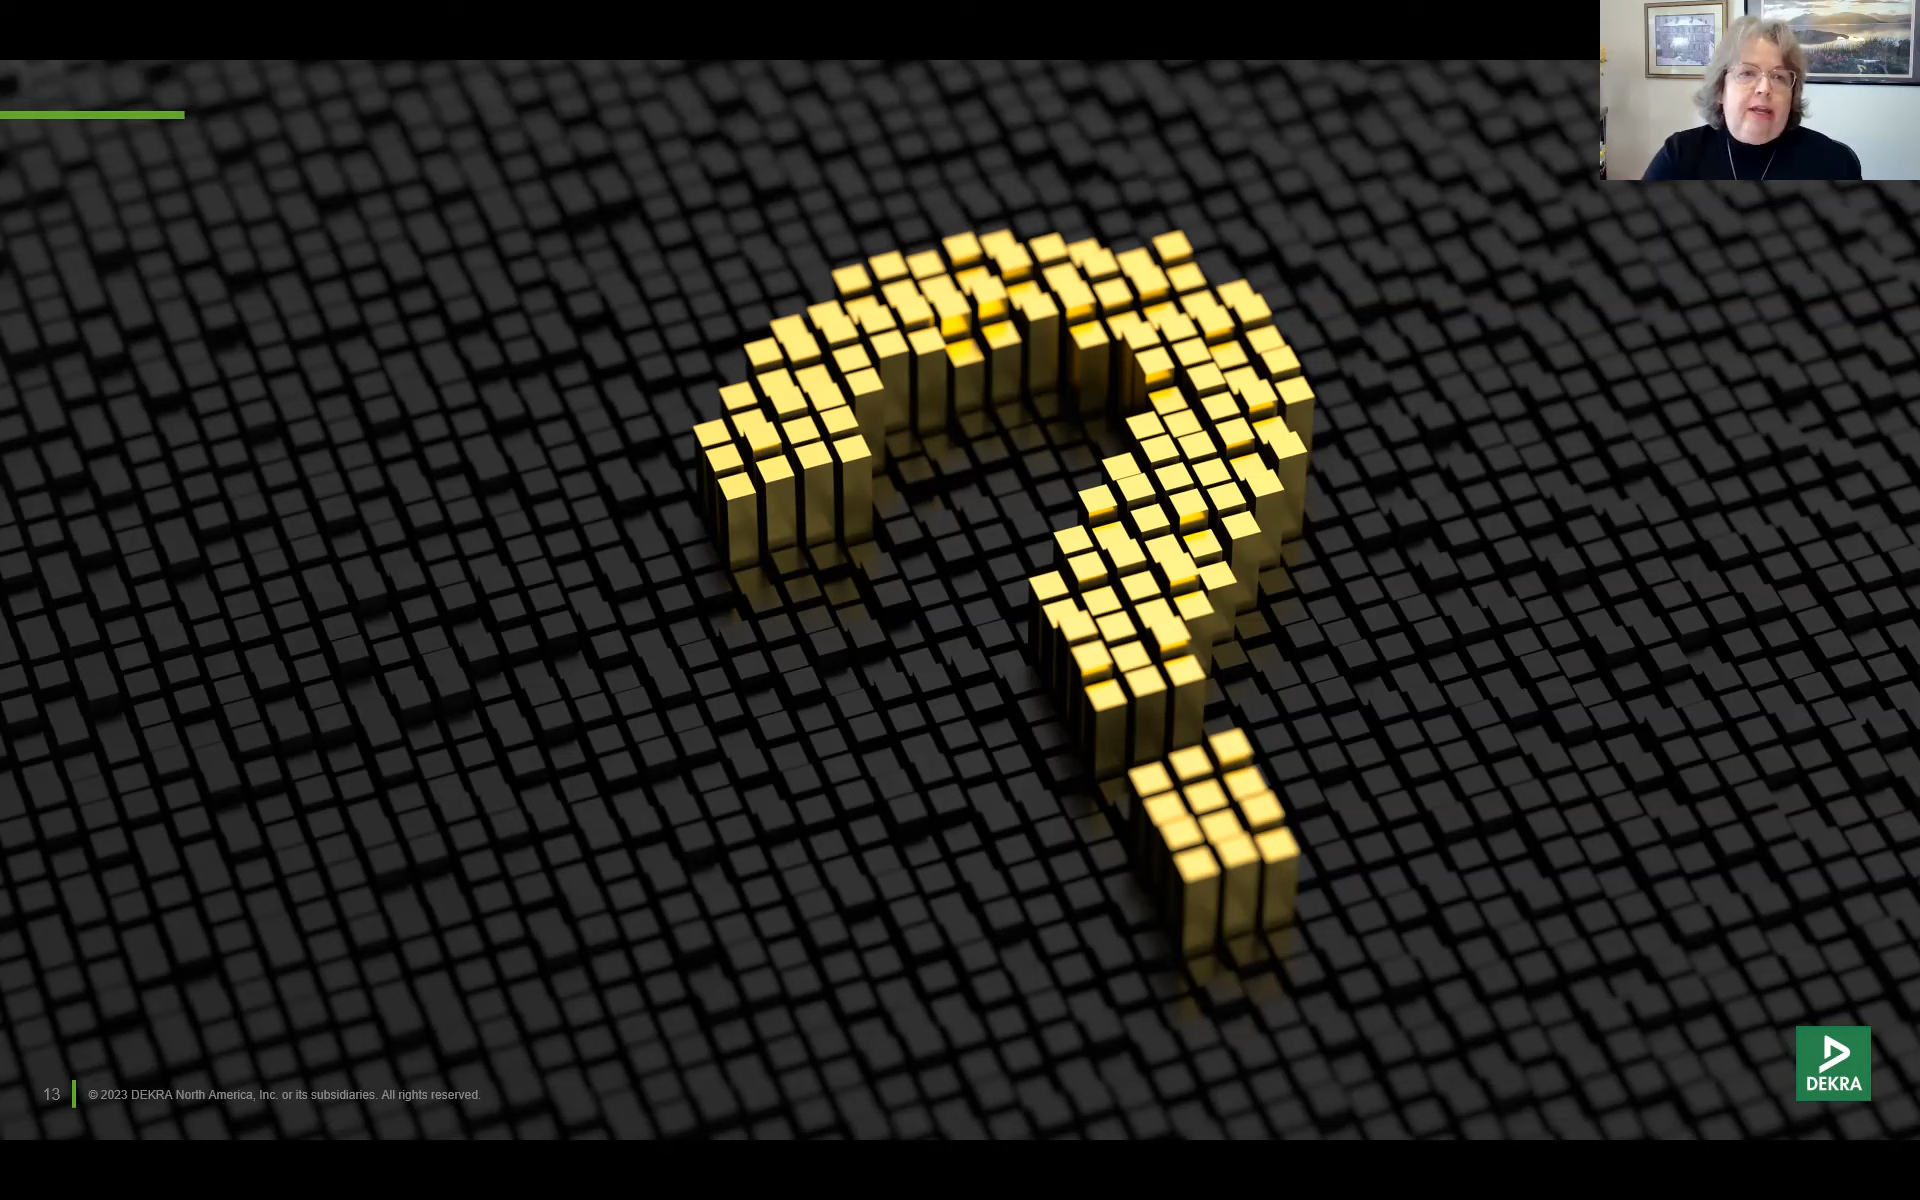 13
© 2023 DEKRA North America, Inc. or its subsidiaries. All rights reserved.
DEKRA